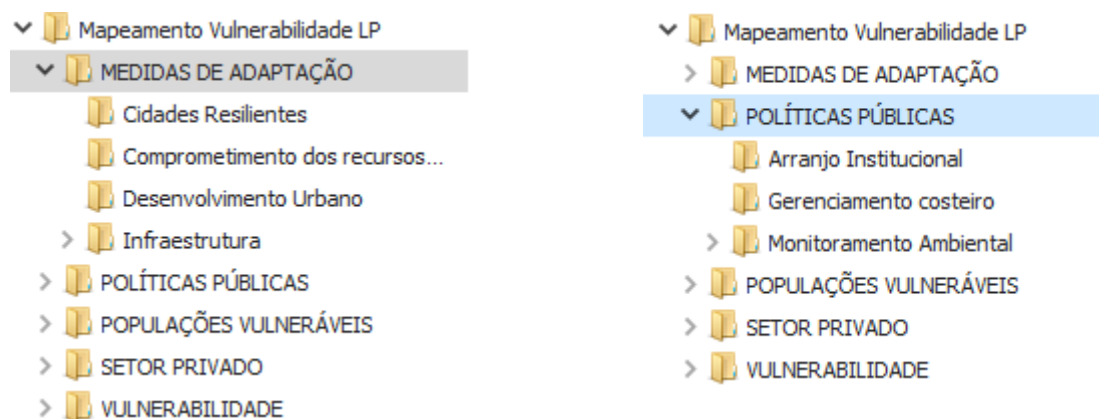 Mapeamento Vulnerabilidade LP
MEDIDAS DE ADAPTAÇÃO
Cidades Resilientes
Comprometimento dos recursos...
Desenvolvimento Urbano
Infraestrutura
POLÍTICAS PÚBLICAS
POPULAÇÕES VULNERÁVEIS
SETOR PRIVADO
VULNERABILIDADE
Mapeamento Vulnerabilidade LP
MEDIDAS DE ADAPTAÇÃO
POLÍTICAS PÚBLICAS
Arranjo Institucional
Gerenciamento costeiro
Monitoramento Ambiental
POPULAÇÕES VULNERÁVEIS
SETOR PRIVADO
VULNERABILIDADE